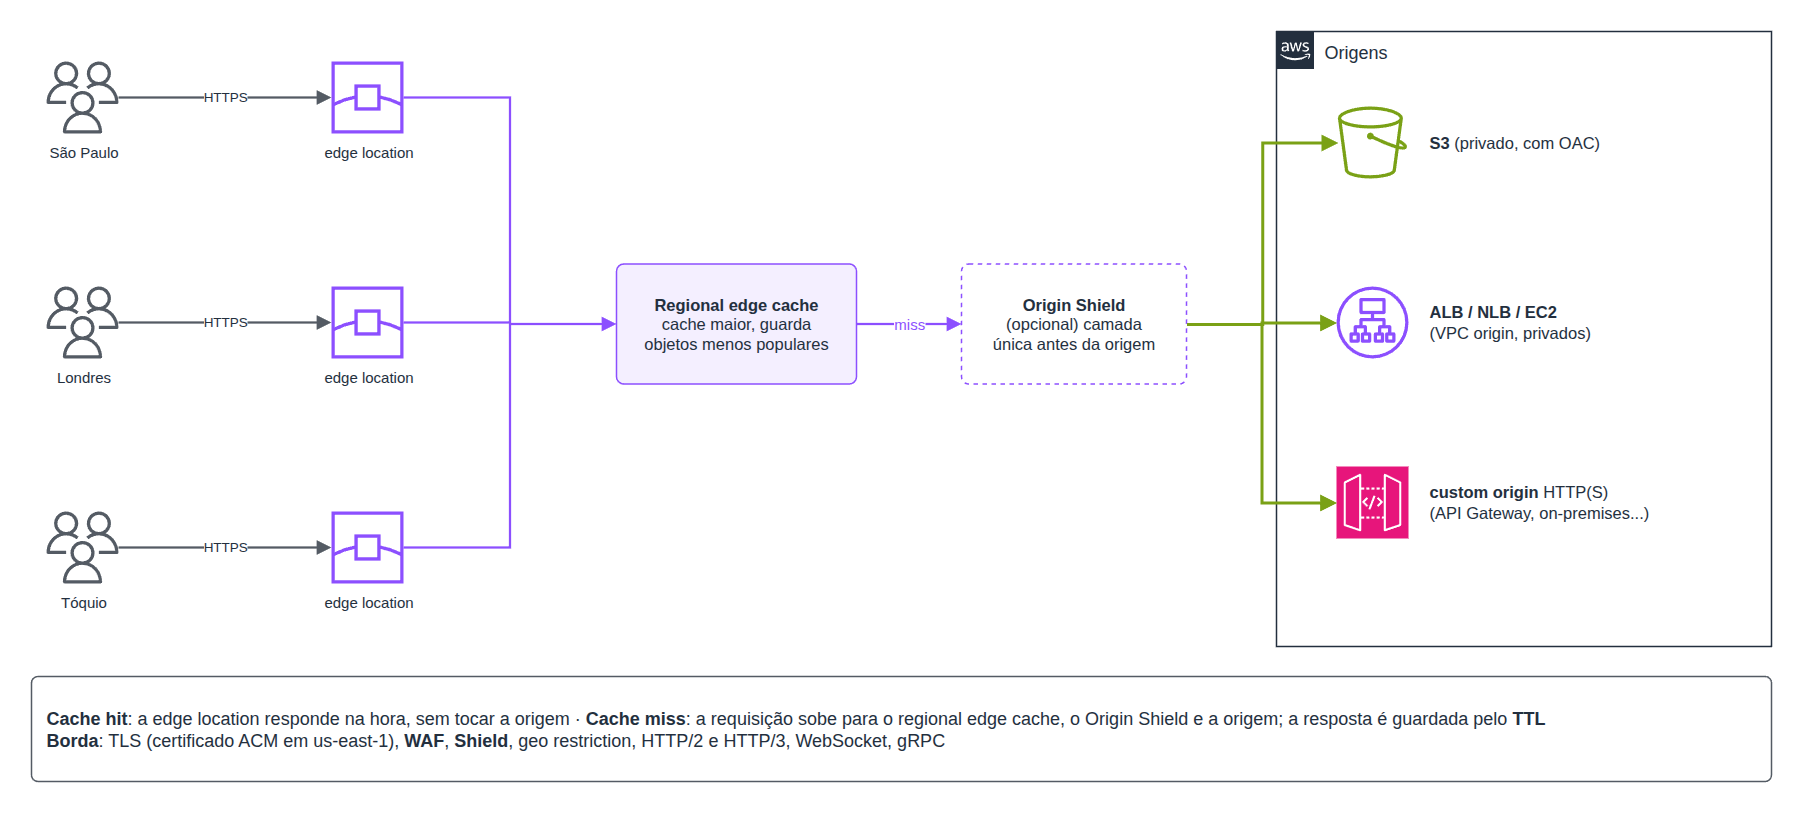 aws
Origens
HTTPS
São Paulo
edge location
S3 (privado, com OAC)
HTTPS
Londres
edge location
Regional edge cache
cache maior, guarda
objetos menos populares
miss
Origin Shield
(opcional) camada
única antes da origem
ALB / NLB / EC2
(VPC origin, privados)
HTTPS
Tóquio
edge location
</>
custom origin HTTP(S)
(API Gateway, on-premises...)
Cache hit: a edge location responde na hora, sem tocar a origem · Cache miss: a requisição sobe para o regional edge cache, o Origin Shield e a origem; a resposta é guardada pelo TTL
Borda: TLS (certificado ACM em us-east-1), WAF, Shield, geo restriction, HTTP/2 e HTTP/3, WebSocket, gRPC